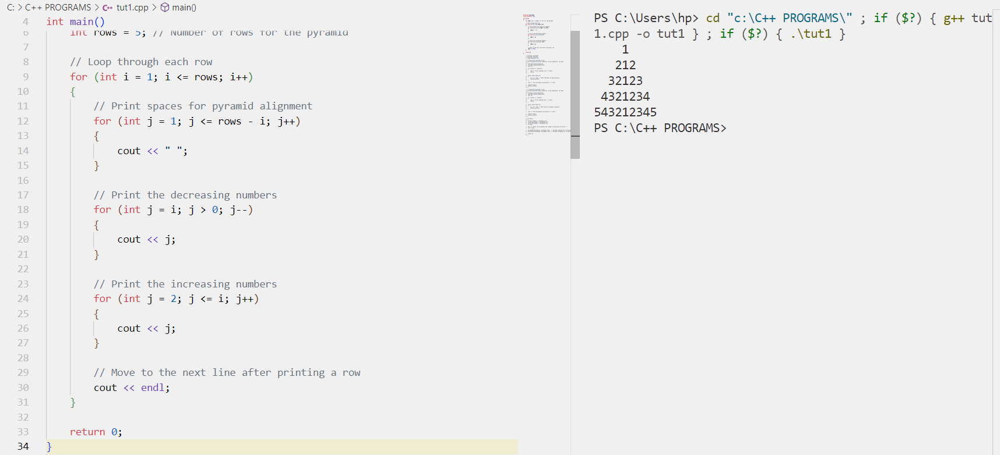 C: > C++ PROGRAMS > C++ tut1.cpp > main()
4 int main()
6     int rows = 5; // Number of rows for the pyramid
7
8     // Loop through each row
9     for (int i = 1; i <= rows; i++)
10     {
11         // Print spaces for pyramid alignment
12         for (int j = 1; j <= rows - i; j++)
13         {
14             cout << " ";
15         }
16
17         // Print the decreasing numbers
18         for (int j = i; j > 0; j--)
19         {
20             cout << j;
21         }
22
23         // Print the increasing numbers
24         for (int j = 2; j <= i; j++)
25         {
26             cout << j;
27         }
28
29         // Move to the next line after printing a row
30         cout << endl;
31     }
32
33     return 0;
34 }
PS C:\Users\hp> cd "c:\C++ PROGRAMS\" ; if ($?) { g++ tut
1.cpp -o tut1 } ; if ($?) { .\tut1 }
    1
   212
  32123
 4321234
543212345
PS C:\C++ PROGRAMS>